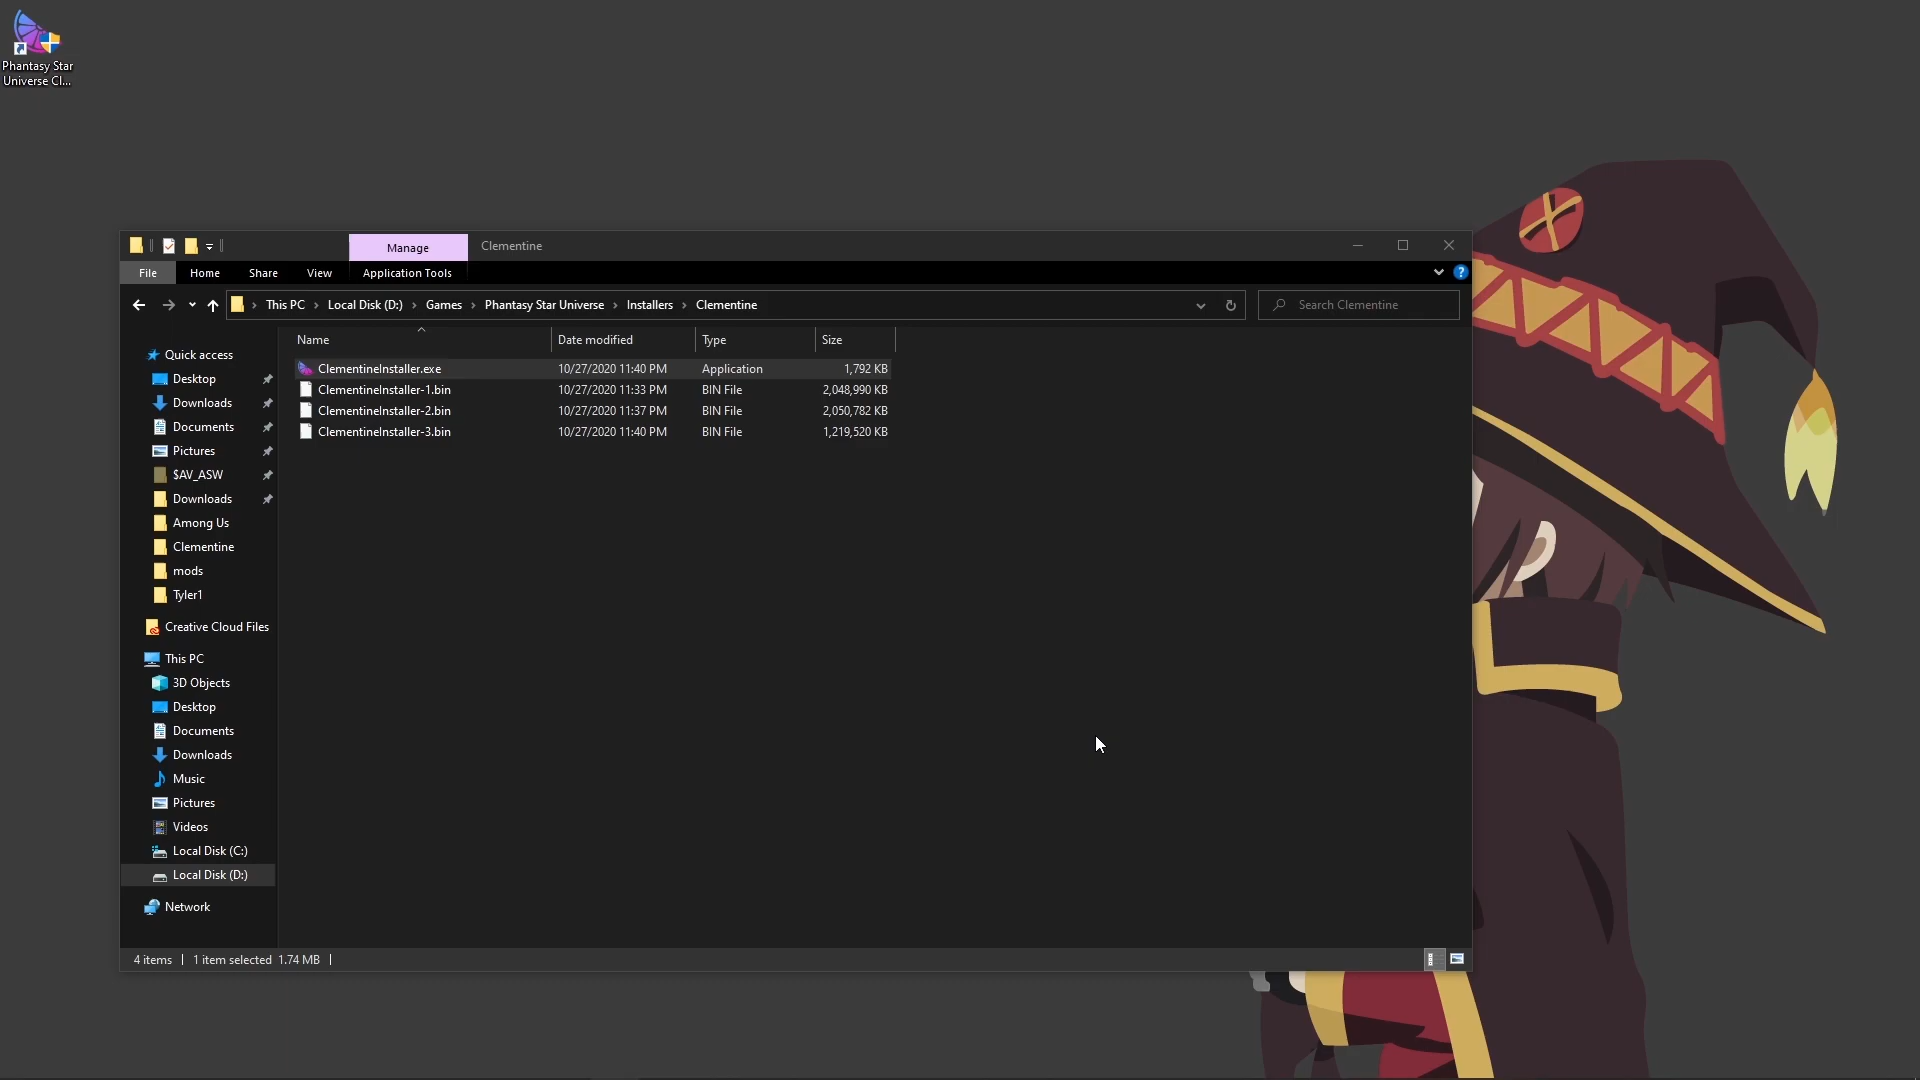 Phantasy Star
Universe Cl...
Manage
Clementine
File
Home
Share
View
Application Tools
This PC
Local Disk (D:)
Games
Phantasy Star Universe
Installers
Clementine
Search Clementine
Name
Date modified
Type
Size
ClementineInstaller.exe 10/27/2020 11:40 PM Application 1,792 KB
ClementineInstaller-1.bin 10/27/2020 11:33 PM BIN File 2,048,990 KB
ClementineInstaller-2.bin 10/27/2020 11:37 PM BIN File 2,050,782 KB
ClementineInstaller-3.bin 10/27/2020 11:40 PM BIN File 1,219,520 KB
Quick access
Desktop
Downloads
Documents
Pictures
$AV_ASW
Downloads
Among Us
Clementine
mods
Tyler1
Creative Cloud Files
This PC
3D Objects
Desktop
Documents
Downloads
Music
Pictures
Videos
Local Disk (C:)
Local Disk (D:)
Network
4 items
1 item selected 1.74 MB